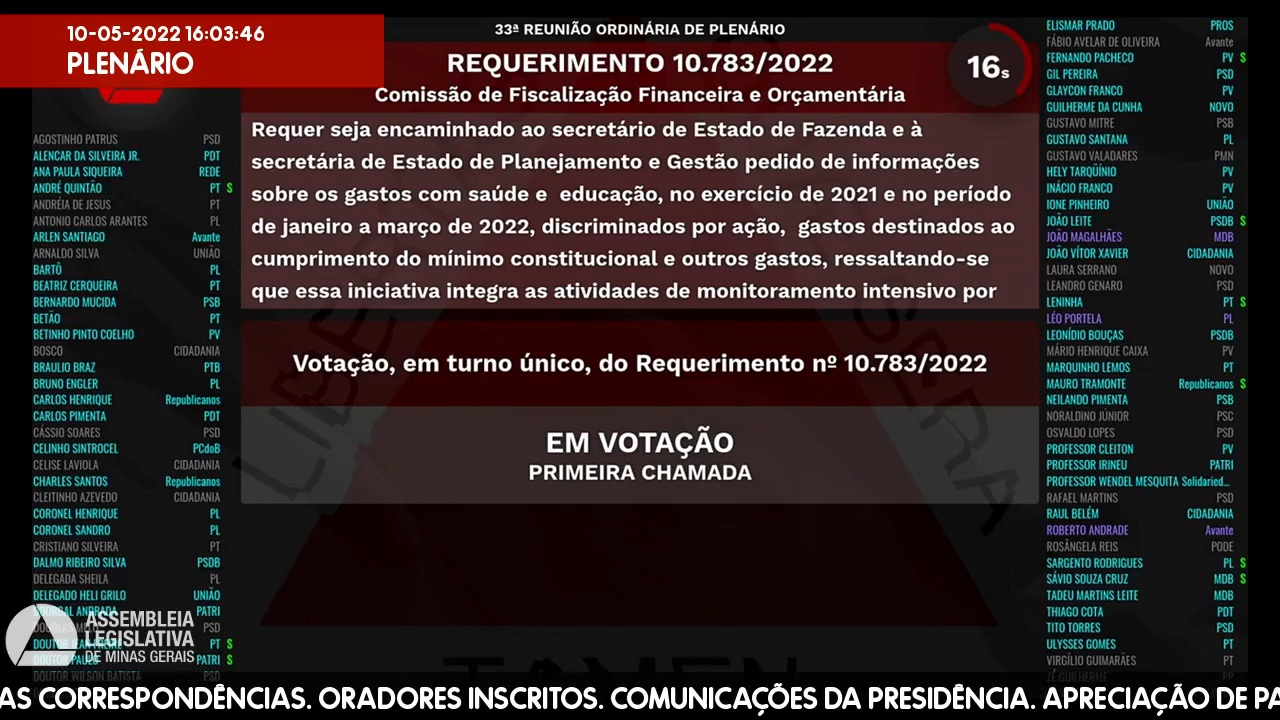 10-05-2022 16:03:46
PLENÁRIO
33ª REUNIÃO ORDINÁRIA DE PLENÁRIO
REQUERIMENTO 10.783/2022
Comissão de Fiscalização Financeira e Orçamentária
16s
Requer seja encaminhado ao secretário de Estado de Fazenda e à
secretária de Estado de Planejamento e Gestão pedido de informações
sobre os gastos com saúde e educação, no exercício de 2021 e no período
de janeiro a março de 2022, discriminados por ação, gastos destinados ao
cumprimento do mínimo constitucional e outros gastos, ressaltando-se
que essa iniciativa integra as atividades de monitoramento intensivo por
Votação, em turno único, do Requerimento nº 10.783/2022
EM VOTAÇÃO
PRIMEIRA CHAMADA
AGOSTINHO PATRUS PSD
ALENCAR DA SILVEIRA JR. PDT
ANA PAULA SIQUEIRA REDE
ANDRÉ QUINTÃO PT S
ANDRÉIA DE JESUS PT
ANTONIO CARLOS ARANTES PL
ARLEN SANTIAGO Avante
ARNALDO SILVA UNIÃO
BARTÔ PL
BEATRIZ CERQUEIRA PT
BERNARDO MUCIDA PSB
BETÃO PT
BETINHO PINTO COELHO PV
BOSCO CIDADANIA
BRAULIO BRAZ PTB
BRUNO ENGLER PL
CARLOS HENRIQUE Republicanos
CARLOS PIMENTA PDT
CÁSSIO SOARES PSD
CELINHO SINTROCEL PCdoB
CELISE LAVIOLA CIDADANIA
CHARLES SANTOS Republicanos
CLEITINHO AZEVEDO CIDADANIA
CORONEL HENRIQUE PL
CORONEL SANDRO PL
CRISTIANO SILVEIRA PT
DALMO RIBEIRO SILVA PSDB
DELEGADA SHEILA PL
DELEGADO HELI GRILO UNIÃO
DOORGAL ANDRADA PATRI
DOUGLAS MELO PSD
DOUTOR JEAN FREIRE PT S
DOUTOR PAULO PATRI S
DOUTOR WILSON BATISTA PSD
ASSEMBLEIA
LEGISLATIVA
DE MINAS GERAIS
ELISMAR PRADO PROS
FÁBIO AVELAR DE OLIVEIRA Avante
FERNANDO PACHECO PV S
GIL PEREIRA PSD
GLAYCON FRANCO PV
GUILHERME DA CUNHA NOVO
GUSTAVO MITRE PSB
GUSTAVO SANTANA PL
GUSTAVO VALADARES PMN
HELY TARQÜÍNIO PV
INÁCIO FRANCO PV
IONE PINHEIRO UNIÃO
JOÃO LEITE PSDB S
JOÃO MAGALHÃES MDB
JOÃO VÍTOR XAVIER CIDADANIA
LAURA SERRANO NOVO
LEANDRO GENARO PSD
LENINHA PT S
LÉO PORTELA PL
LEONÍDIO BOUÇAS PSDB
MÁRIO HENRIQUE CAIXA PV
MARQUINHO LEMOS PT
MAURO TRAMONTE Republicanos S
NEILANDO PIMENTA PSB
NORALDINO JÚNIOR PSC
OSVALDO LOPES PSD
PROFESSOR CLEITON PV
PROFESSOR IRINEU PATRI
PROFESSOR WENDEL MESQUITA Solidaried...
RAFAEL MARTINS PSD
RAUL BELÉM CIDADANIA
ROBERTO ANDRADE Avante
ROSÂNGELA REIS PODE
SARGENTO RODRIGUES PL S
SÁVIO SOUZA CRUZ MDB S
TADEU MARTINS LEITE MDB
THIAGO COTA PDT
TITO TORRES PSD
ULYSSES GOMES PT
VIRGÍLIO GUIMARÃES PT
ZÉ GUILHERME PP
AS CORRESPONDÊNCIAS. ORADORES INSCRITOS. COMUNICAÇÕES DA PRESIDÊNCIA. APRECIAÇÃO DE PA